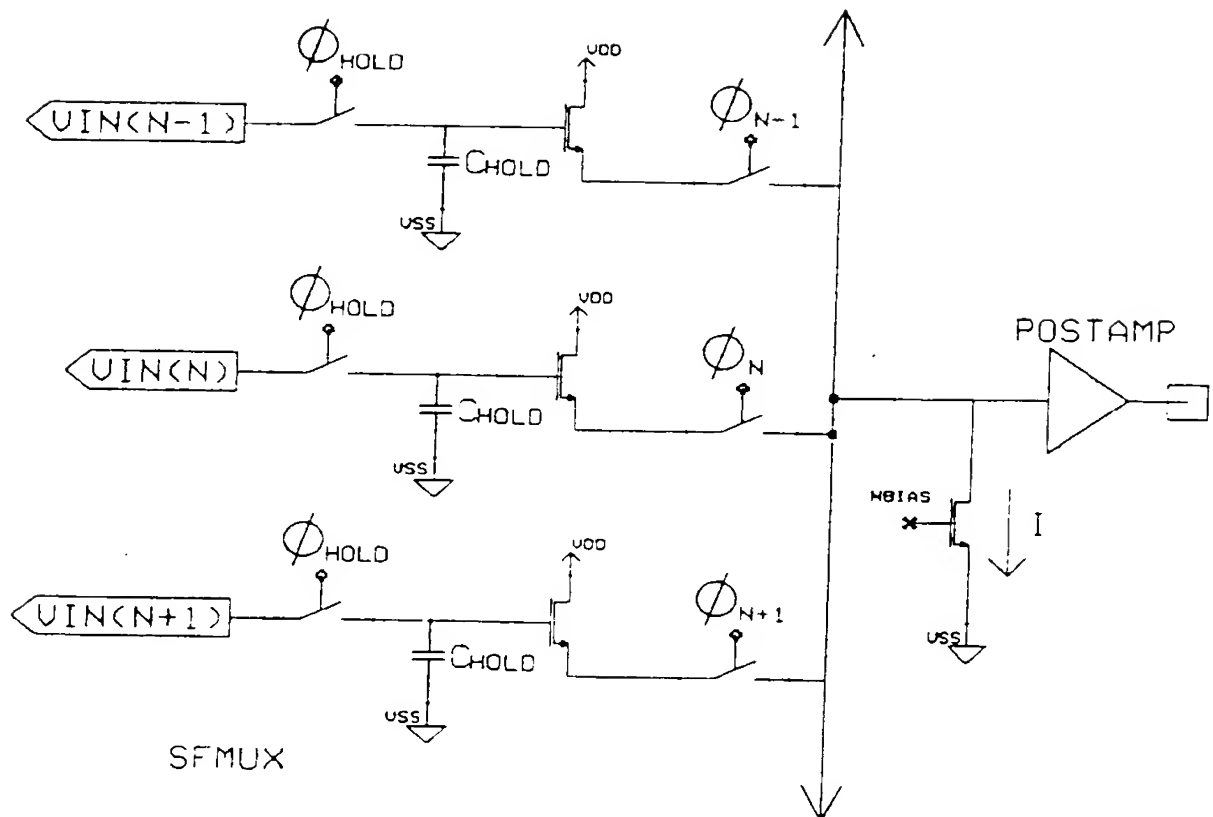 ϕHOLD
VDD
ϕN-1
VIN(N-1)
CHOLD
VSS
ϕHOLD
VDD
ϕN
POSTAMP
VIN(N)
CHOLD
VSS
NBIAS
I
ϕHOLD
VDD
ϕN+1
VIN(N+1)
CHOLD
VSS
VSS
SFMUX